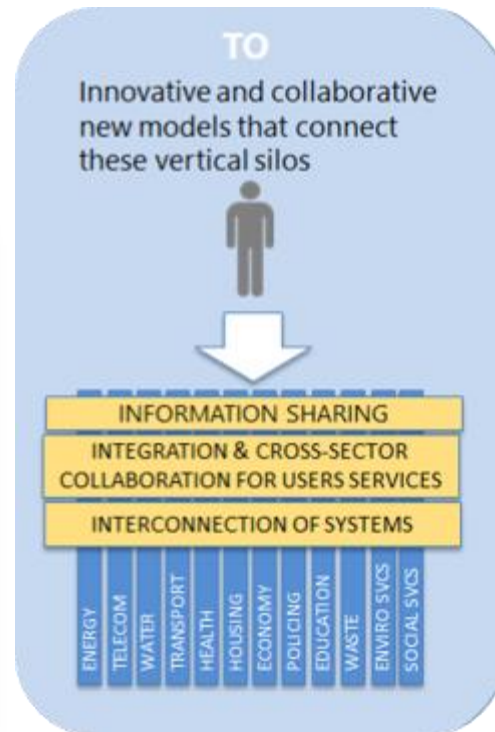 TO
Innovative and collaborative
new models that connect
these vertical silos
INFORMATION SHARING
INTEGRATION & CROSS-SECTOR
COLLABORATION FOR USERS SERVICES
INTERCONNECTION OF SYSTEMS
ENERGY
TELECOM
WATER
TRANSPORT
HEALTH
HOUSING
ECONOMY
POLICING
EDUCATION
WASTE
ENVIRO SVCS
SOCIAL SVCS